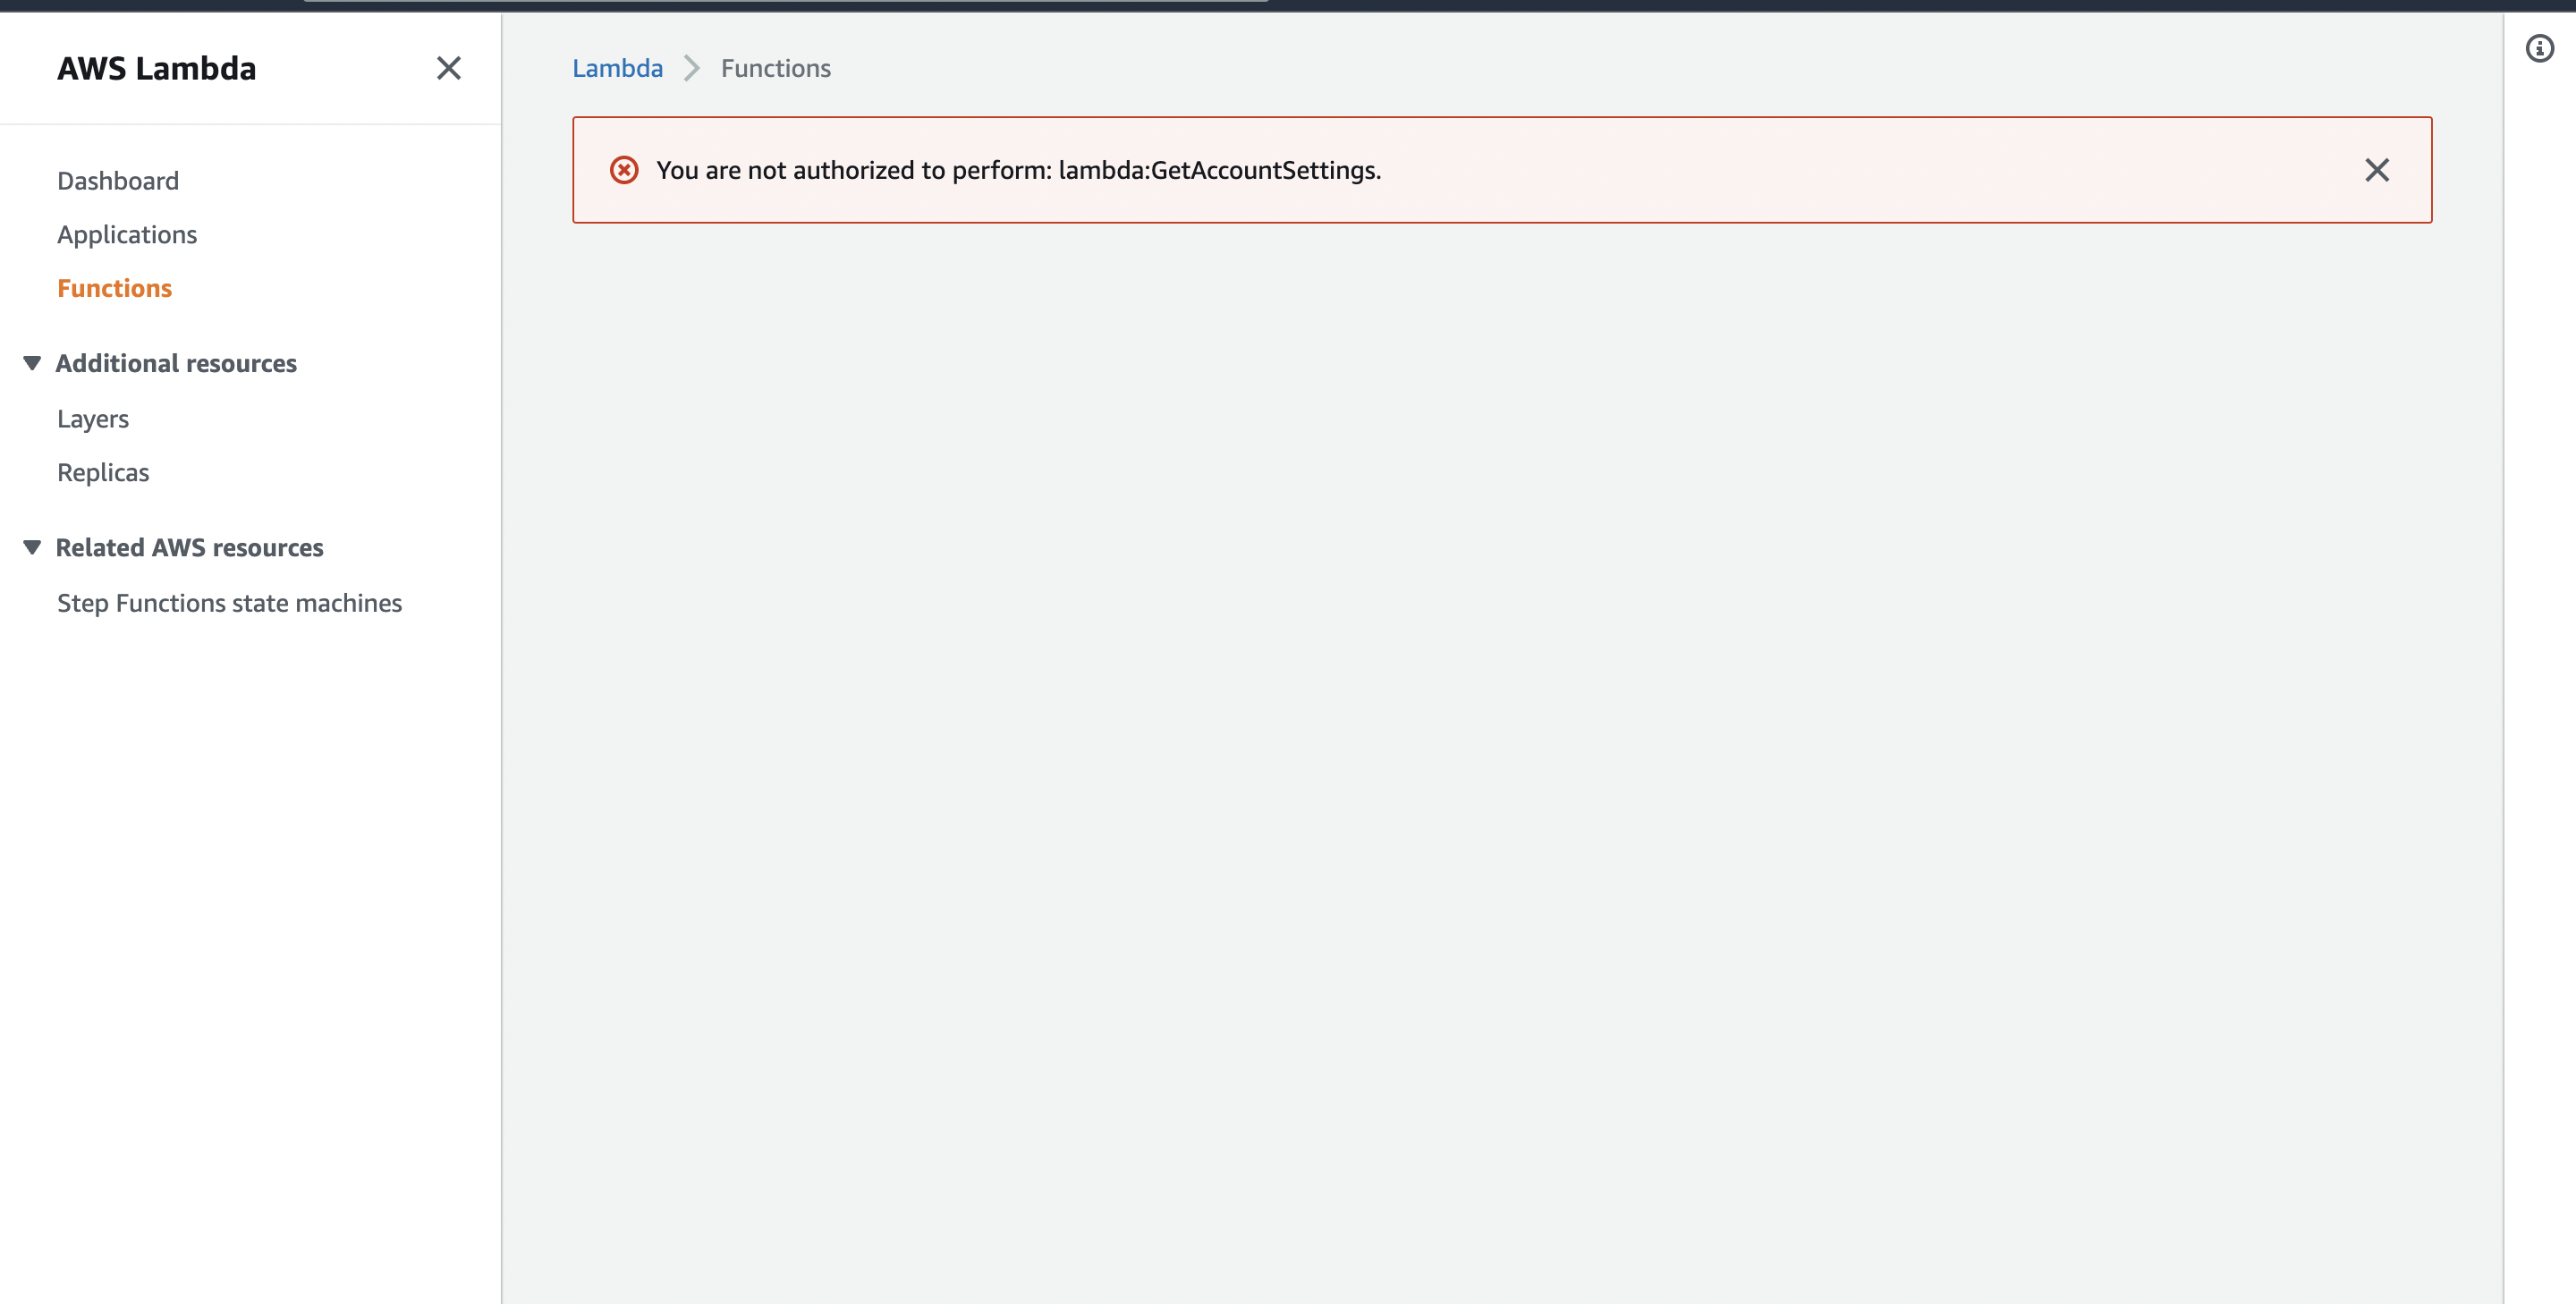 AWS Lambda
Dashboard
Applications
Functions
Additional resources
Layers
Replicas
Related AWS resources
Step Functions state machines
Lambda > Functions
You are not authorized to perform: lambda:GetAccountSettings.